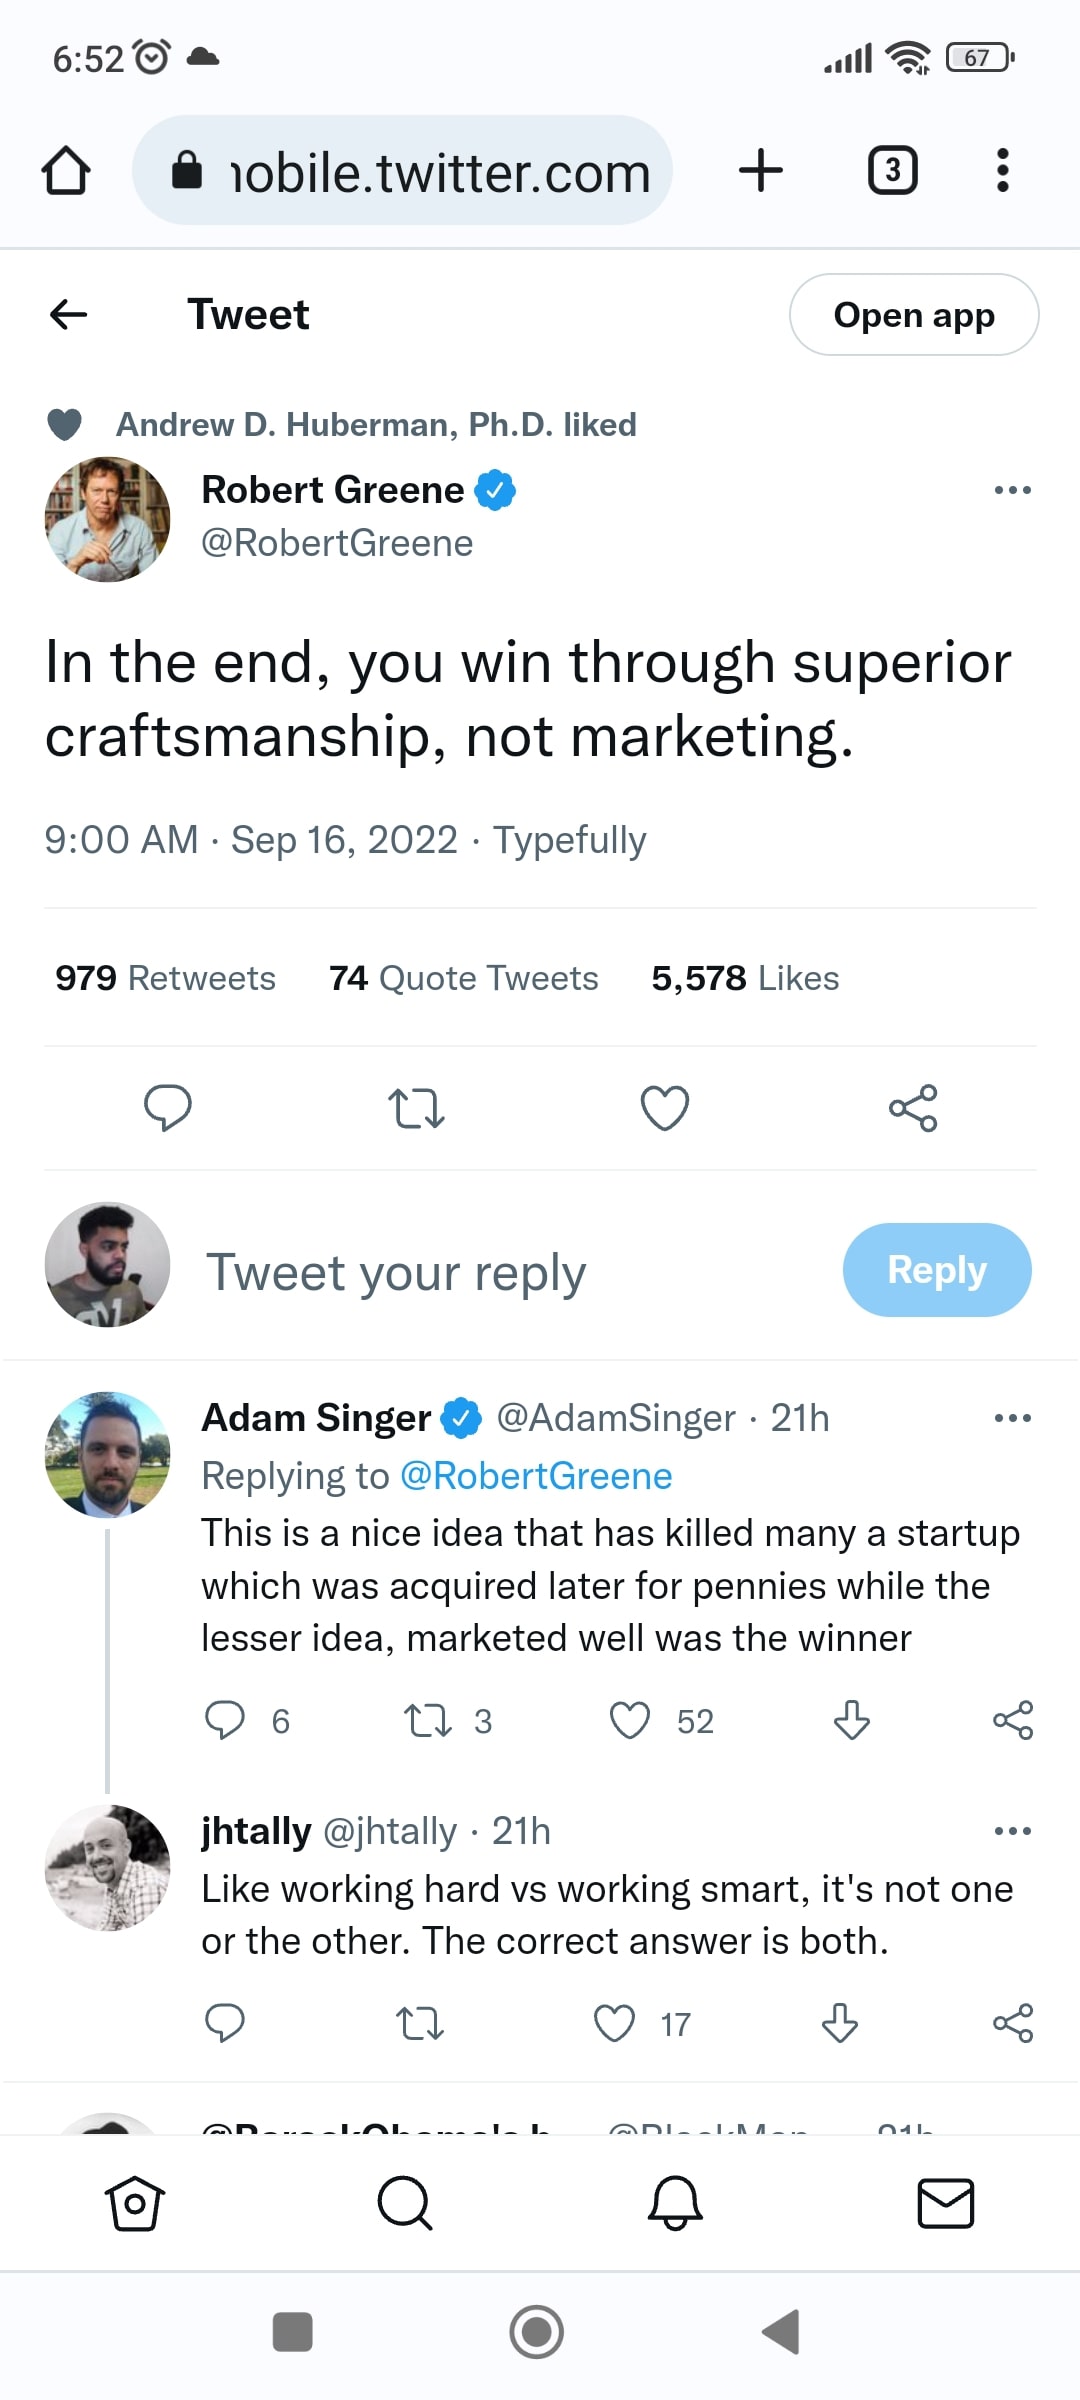 6:52
67
nobile.twitter.com
3
Tweet
Open app
Andrew D. Huberman, Ph.D. liked
Robert Greene
@RobertGreene
In the end, you win through superior
craftsmanship, not marketing.
9:00 AM · Sep 16, 2022 · Typefully
979 Retweets 74 Quote Tweets 5,578 Likes
Tweet your reply
Reply
Adam Singer @AdamSinger · 21h
Replying to @RobertGreene
This is a nice idea that has killed many a startup
which was acquired later for pennies while the
lesser idea, marketed well was the winner
6 3 52
jhtally @jhtally · 21h
Like working hard vs working smart, it's not one
or the other. The correct answer is both.
17